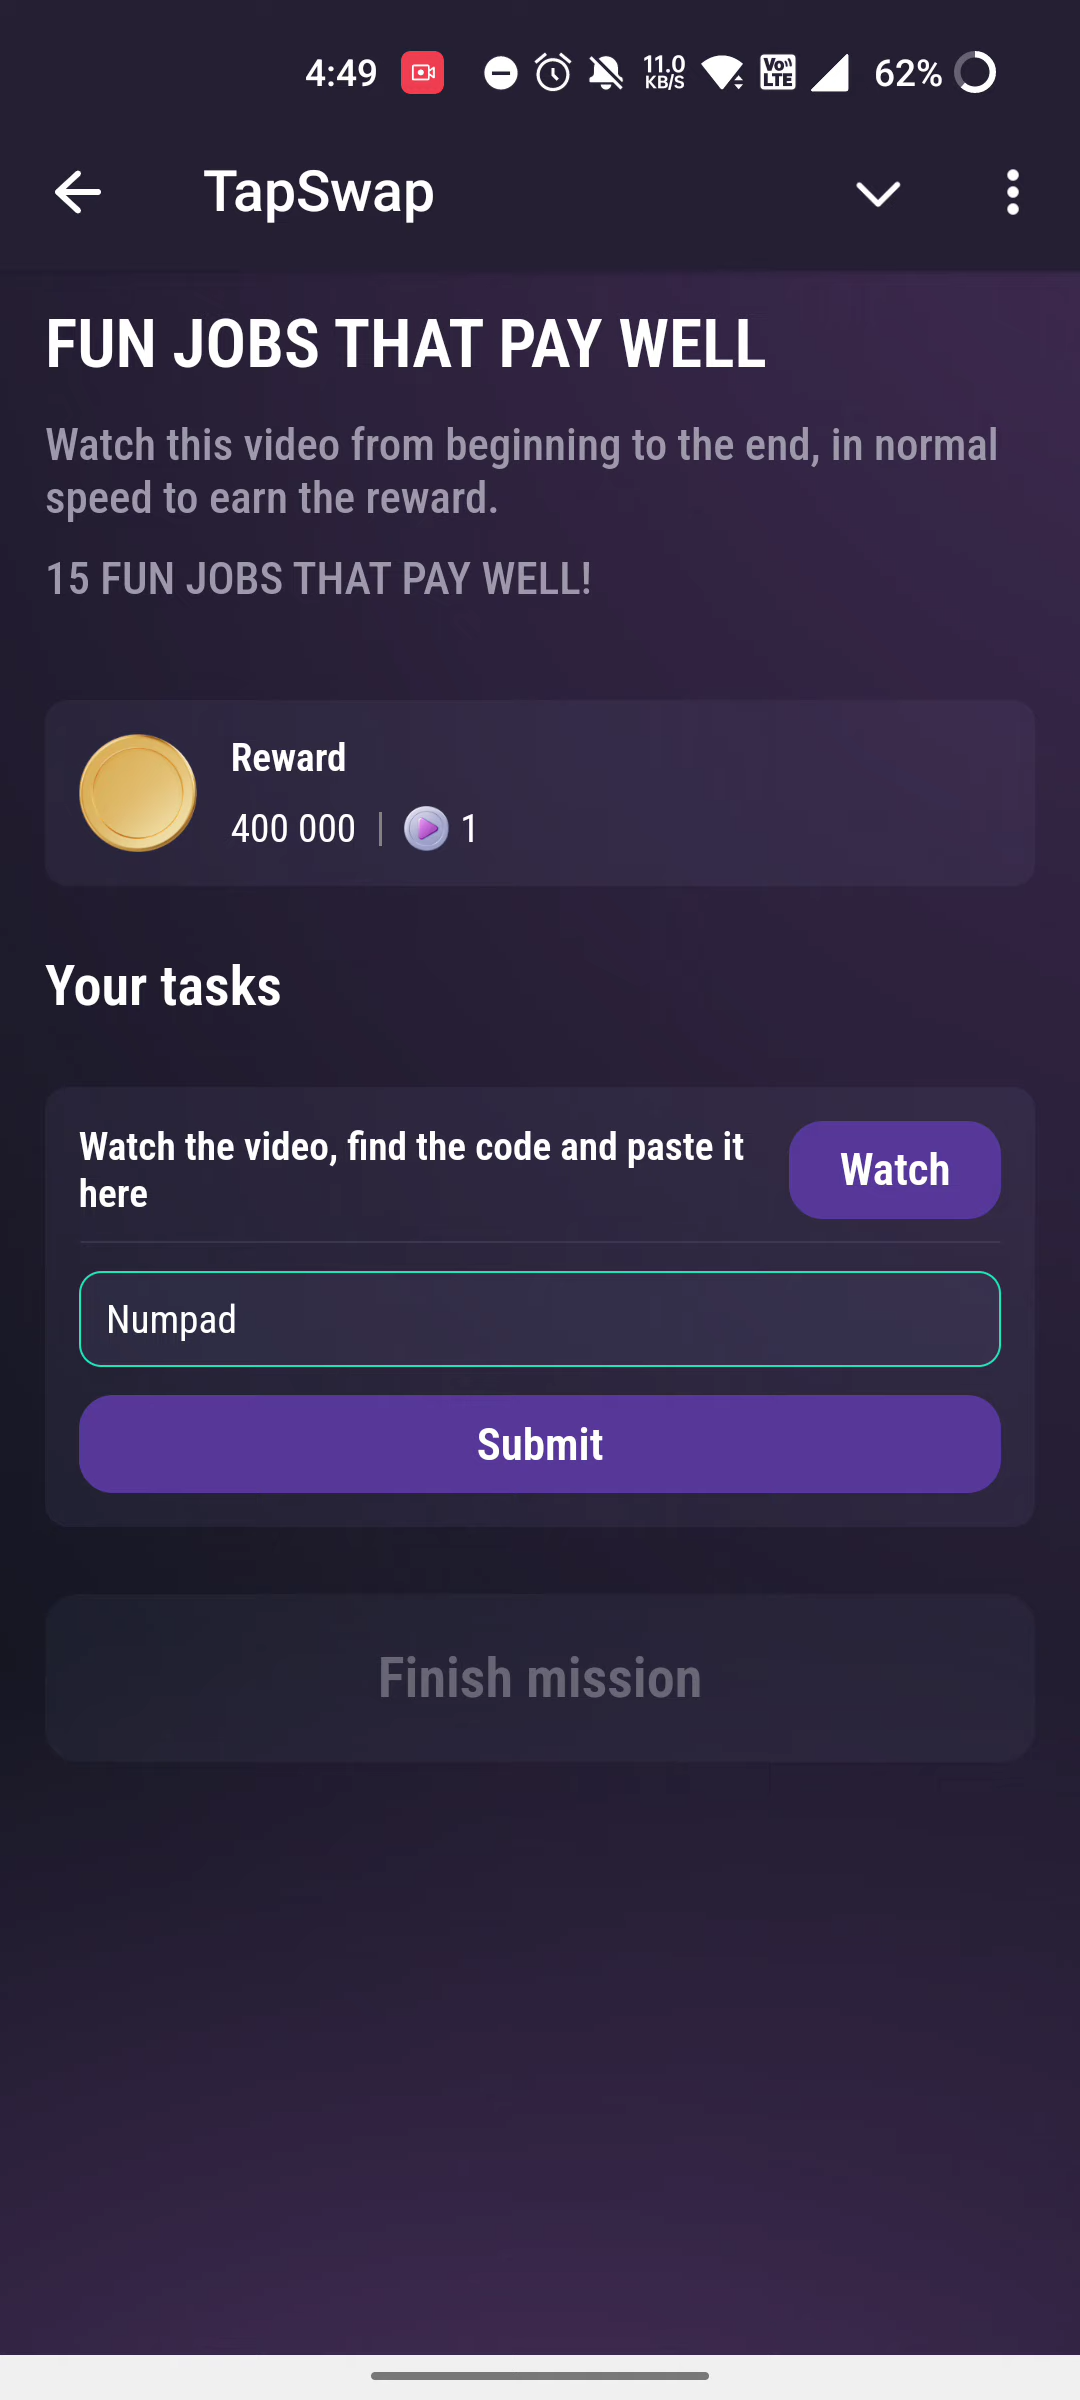 4:49
11.0
KB/S
Vo))
LTE
62%
TapSwap
FUN JOBS THAT PAY WELL
Watch this video from beginning to the end, in normal
speed to earn the reward.
15 FUN JOBS THAT PAY WELL!
Reward
400 000 | 1
Your tasks
Watch the video, find the code and paste it
here
Watch
Numpad
Submit
Finish mission